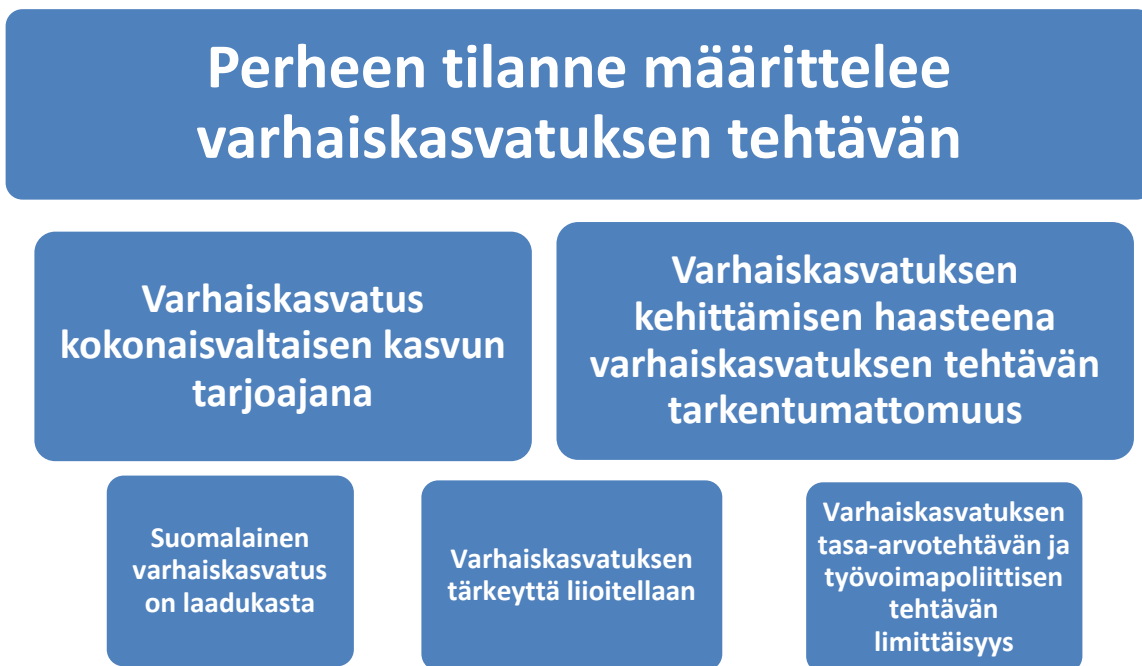 Perheen tilanne määrittelee
varhaiskasvatuksen tehtävän
Varhaiskasvatus
kokonaisvaltaisen kasvun
tarjoajana
Varhaiskasvatuksen
kehittämisen haasteena
varhaiskasvatuksen tehtävän
tarkentumattomuus
Suomalainen
varhaiskasvatus
on laadukasta
Varhaiskasvatuksen
tärkeyttä liioitellaan
Varhaiskasvatuksen
tasa-arvotehtävän ja
työvoimapoliittisen
tehtävän
limittäisyys